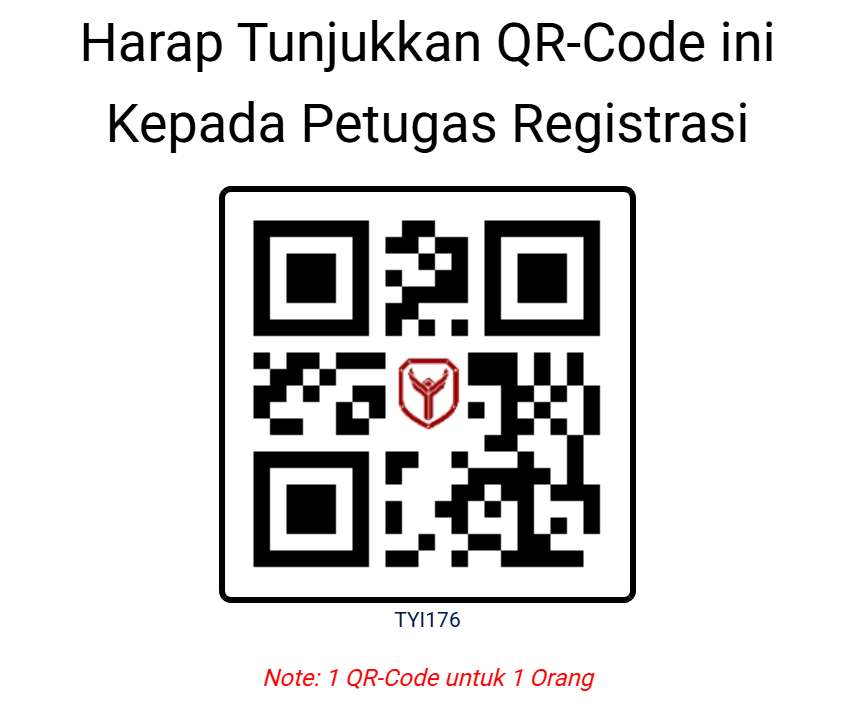 Harap Tunjukkan QR-Code ini
Kepada Petugas Registrasi
TYI176
Note: 1 QR-Code untuk 1 Orang